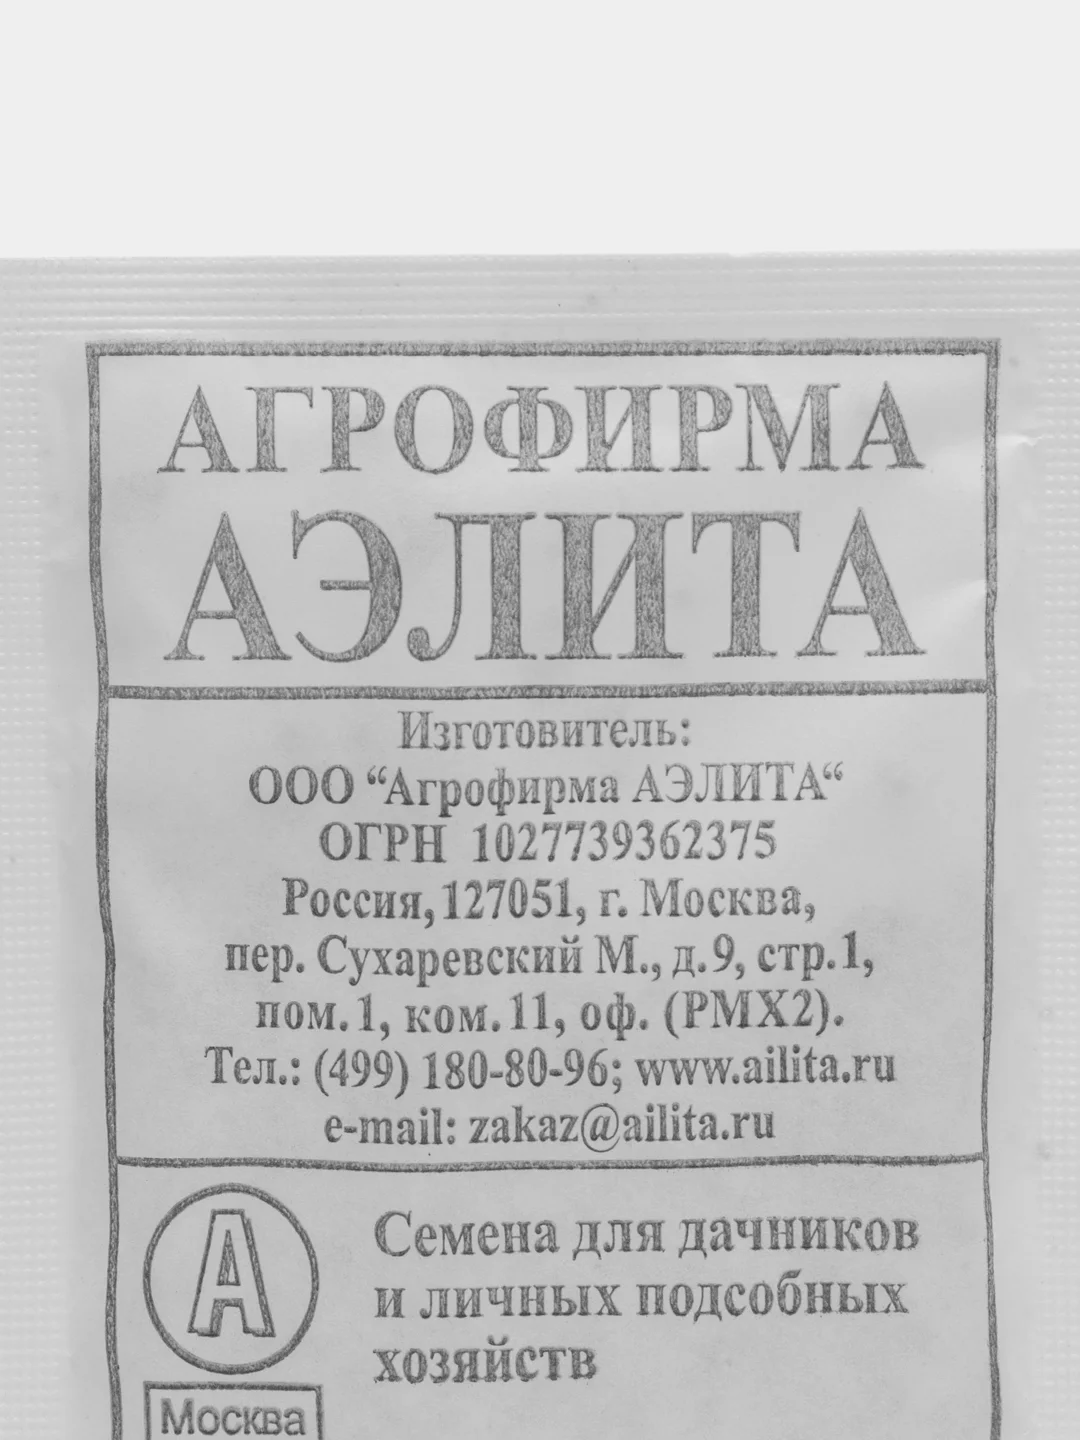 АГРОФИРМА
АЭЛИТА
Изготовитель:
ООО “Агрофирма АЭЛИТА“
ОГРН 1027739362375
Россия, 127051, г. Москва,
пер. Сухаревский М., д.9, стр.1,
пом.1, ком.11, оф. (РМХ2).
Тел.: (499) 180-80-96; www.ailita.ru
e-mail: zakaz@ailita.ru
А
Семена для дачников
и личных подсобных
хозяйств
Москва